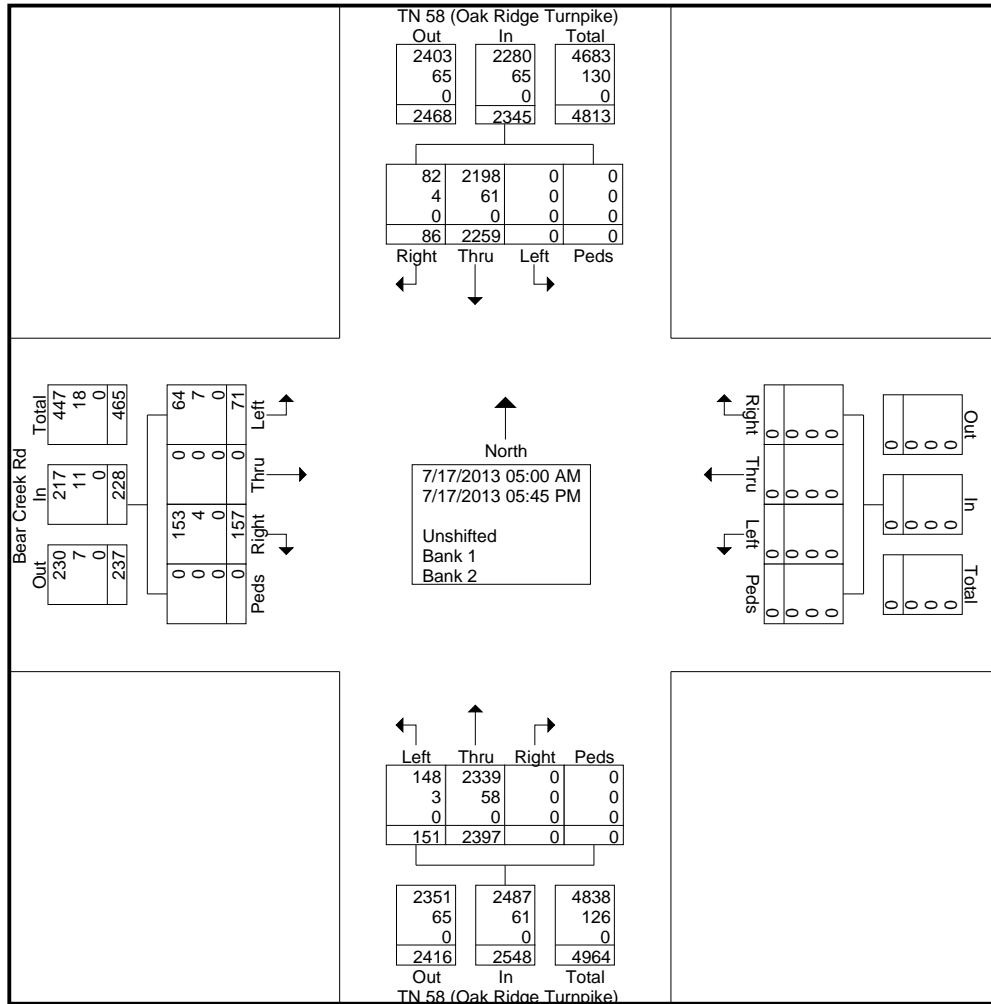 TN 58 (Oak Ridge Turnpike)
Out In Total
2403 2280 4683
65 65 130
0 0 0
2468 2345 4813
82 2198 0 0
4 61 0 0
0 0 0 0
86 2259 0 0
Right Thru Left Peds
Bear Creek Rd
Total In Out
447 217 230
18 11 7
0 0 0
465 228 237
64 0 153 0
7 0 4 0
0 0 0 0
71 0 157 0
Left Thru Right Peds
North
7/17/2013 05:00 AM
7/17/2013 05:45 PM
Unshifted
Bank 1
Bank 2
Right Thru Left Peds
0 0 0 0
0 0 0 0
0 0 0 0
0 0 0 0
Out In Total
0 0 0
0 0 0
0 0 0
0 0 0
Left Thru Right Peds
148 2339 0 0
3 58 0 0
0 0 0 0
151 2397 0 0
2351 2487 4838
65 61 126
0 0 0
2416 2548 4964
Out In Total
TN 58 (Oak Ridge Turnpike)